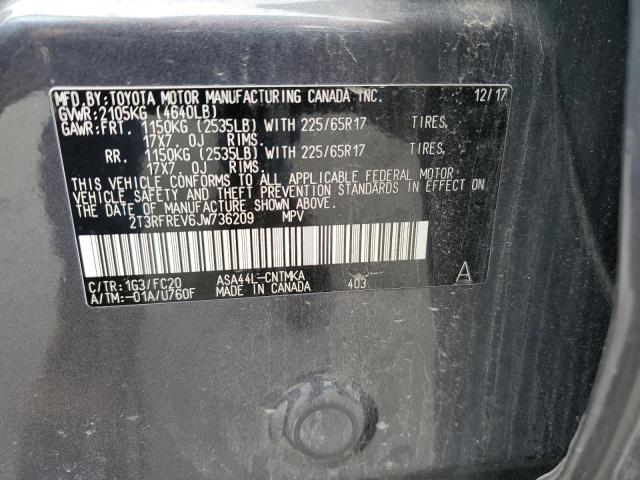 MFD.BY:TOYOTA MOTOR MANUFACTURING CANADA INC. 12/17
GVWR:2105KG (4640LB)
GAWR:FRT. 1150KG (2535LB) WITH 225/65R17 TIRES,
17X7. 0J RIMS.
RR. 1150KG (2535LB) WITH 225/65R17 TIRES,
17X7. 0J RIMS.
THIS VEHICLE CONFORMS TO ALL APPLICABLE FEDERAL MOTOR
VEHICLE SAFETY AND THEFT PREVENTION STANDARDS IN EFFECT ON
THE DATE OF MANUFACTURE SHOWN ABOVE.
2T3RFREV6JW736209 MPV
C/TR: 1G3/FC20 ASA44L-CNTMKA 403 A
A/TM:-01A/U760F MADE IN CANADA